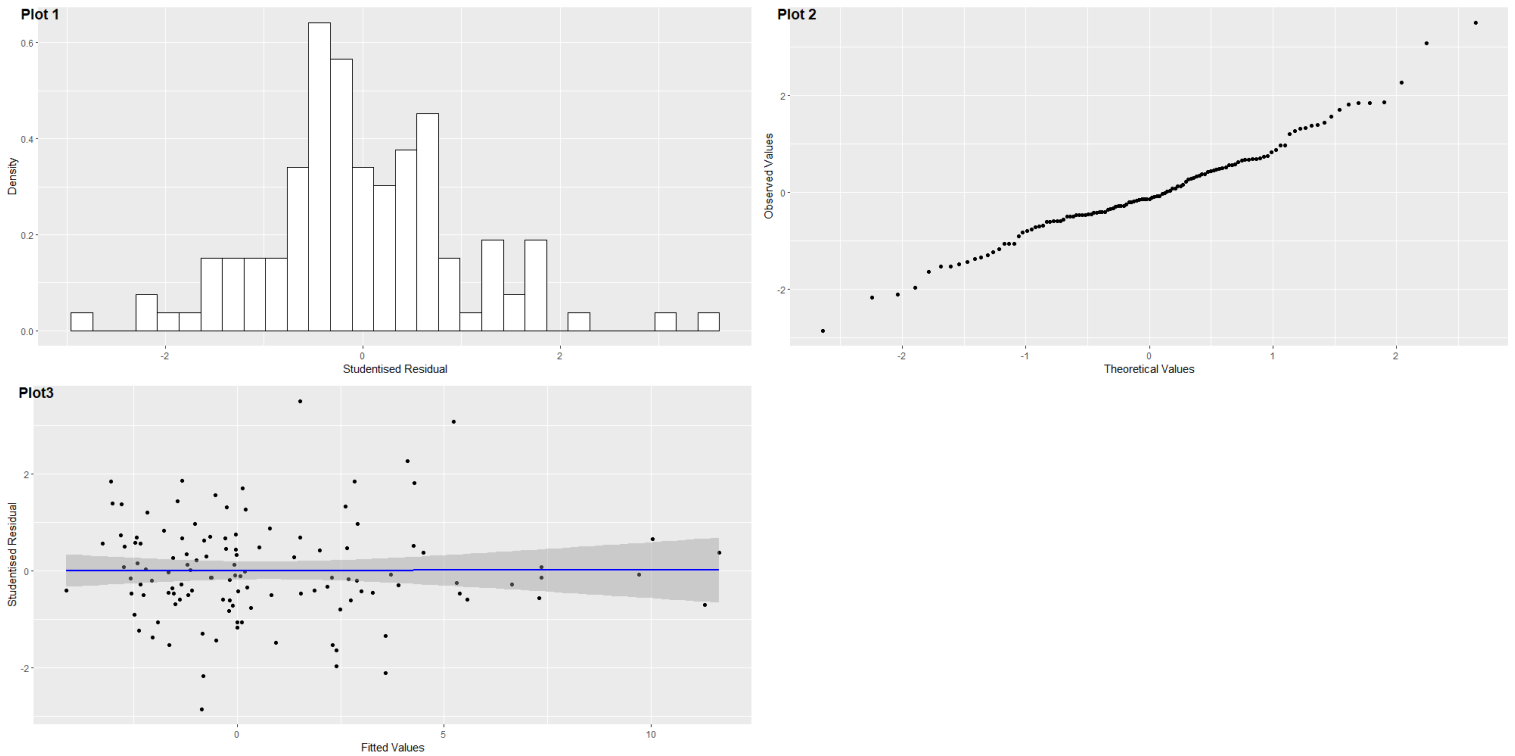 Plot 1
0.6
0.4
0.2
0.0
Density
-2
0
2
Studentised Residual
Plot 2
2
0
-2
Observed Values
-2
-1
0
1
2
Theoretical Values
Plot3
2
0
-2
Studentised Residual
0
5
10
Fitted Values